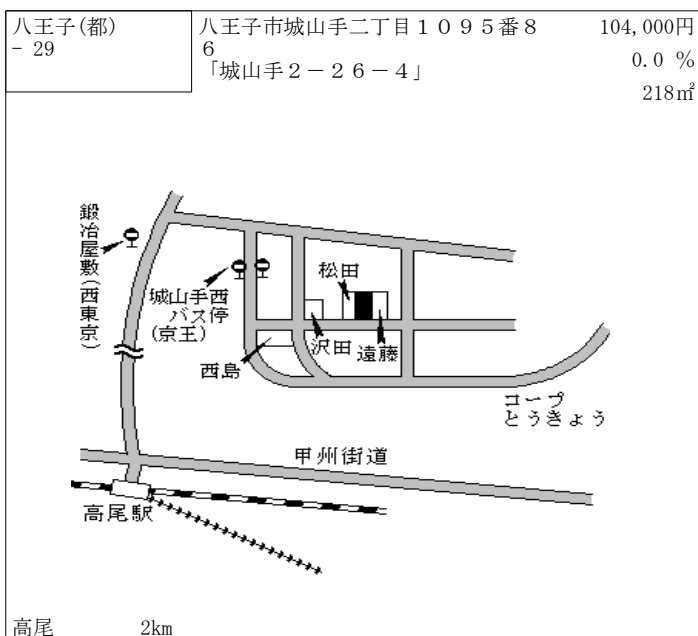 八王子(都)
- 29
八王子市城山手二丁目１０９５番８
６
「城山手２－２６－４」
104,000円
0.0 %
218㎡
鍛冶屋敷(西東京)
城山手西
バス停
(京王)
松田
沢田
遠藤
西島
コープ
とうきょう
甲州街道
高尾駅
高尾 2km